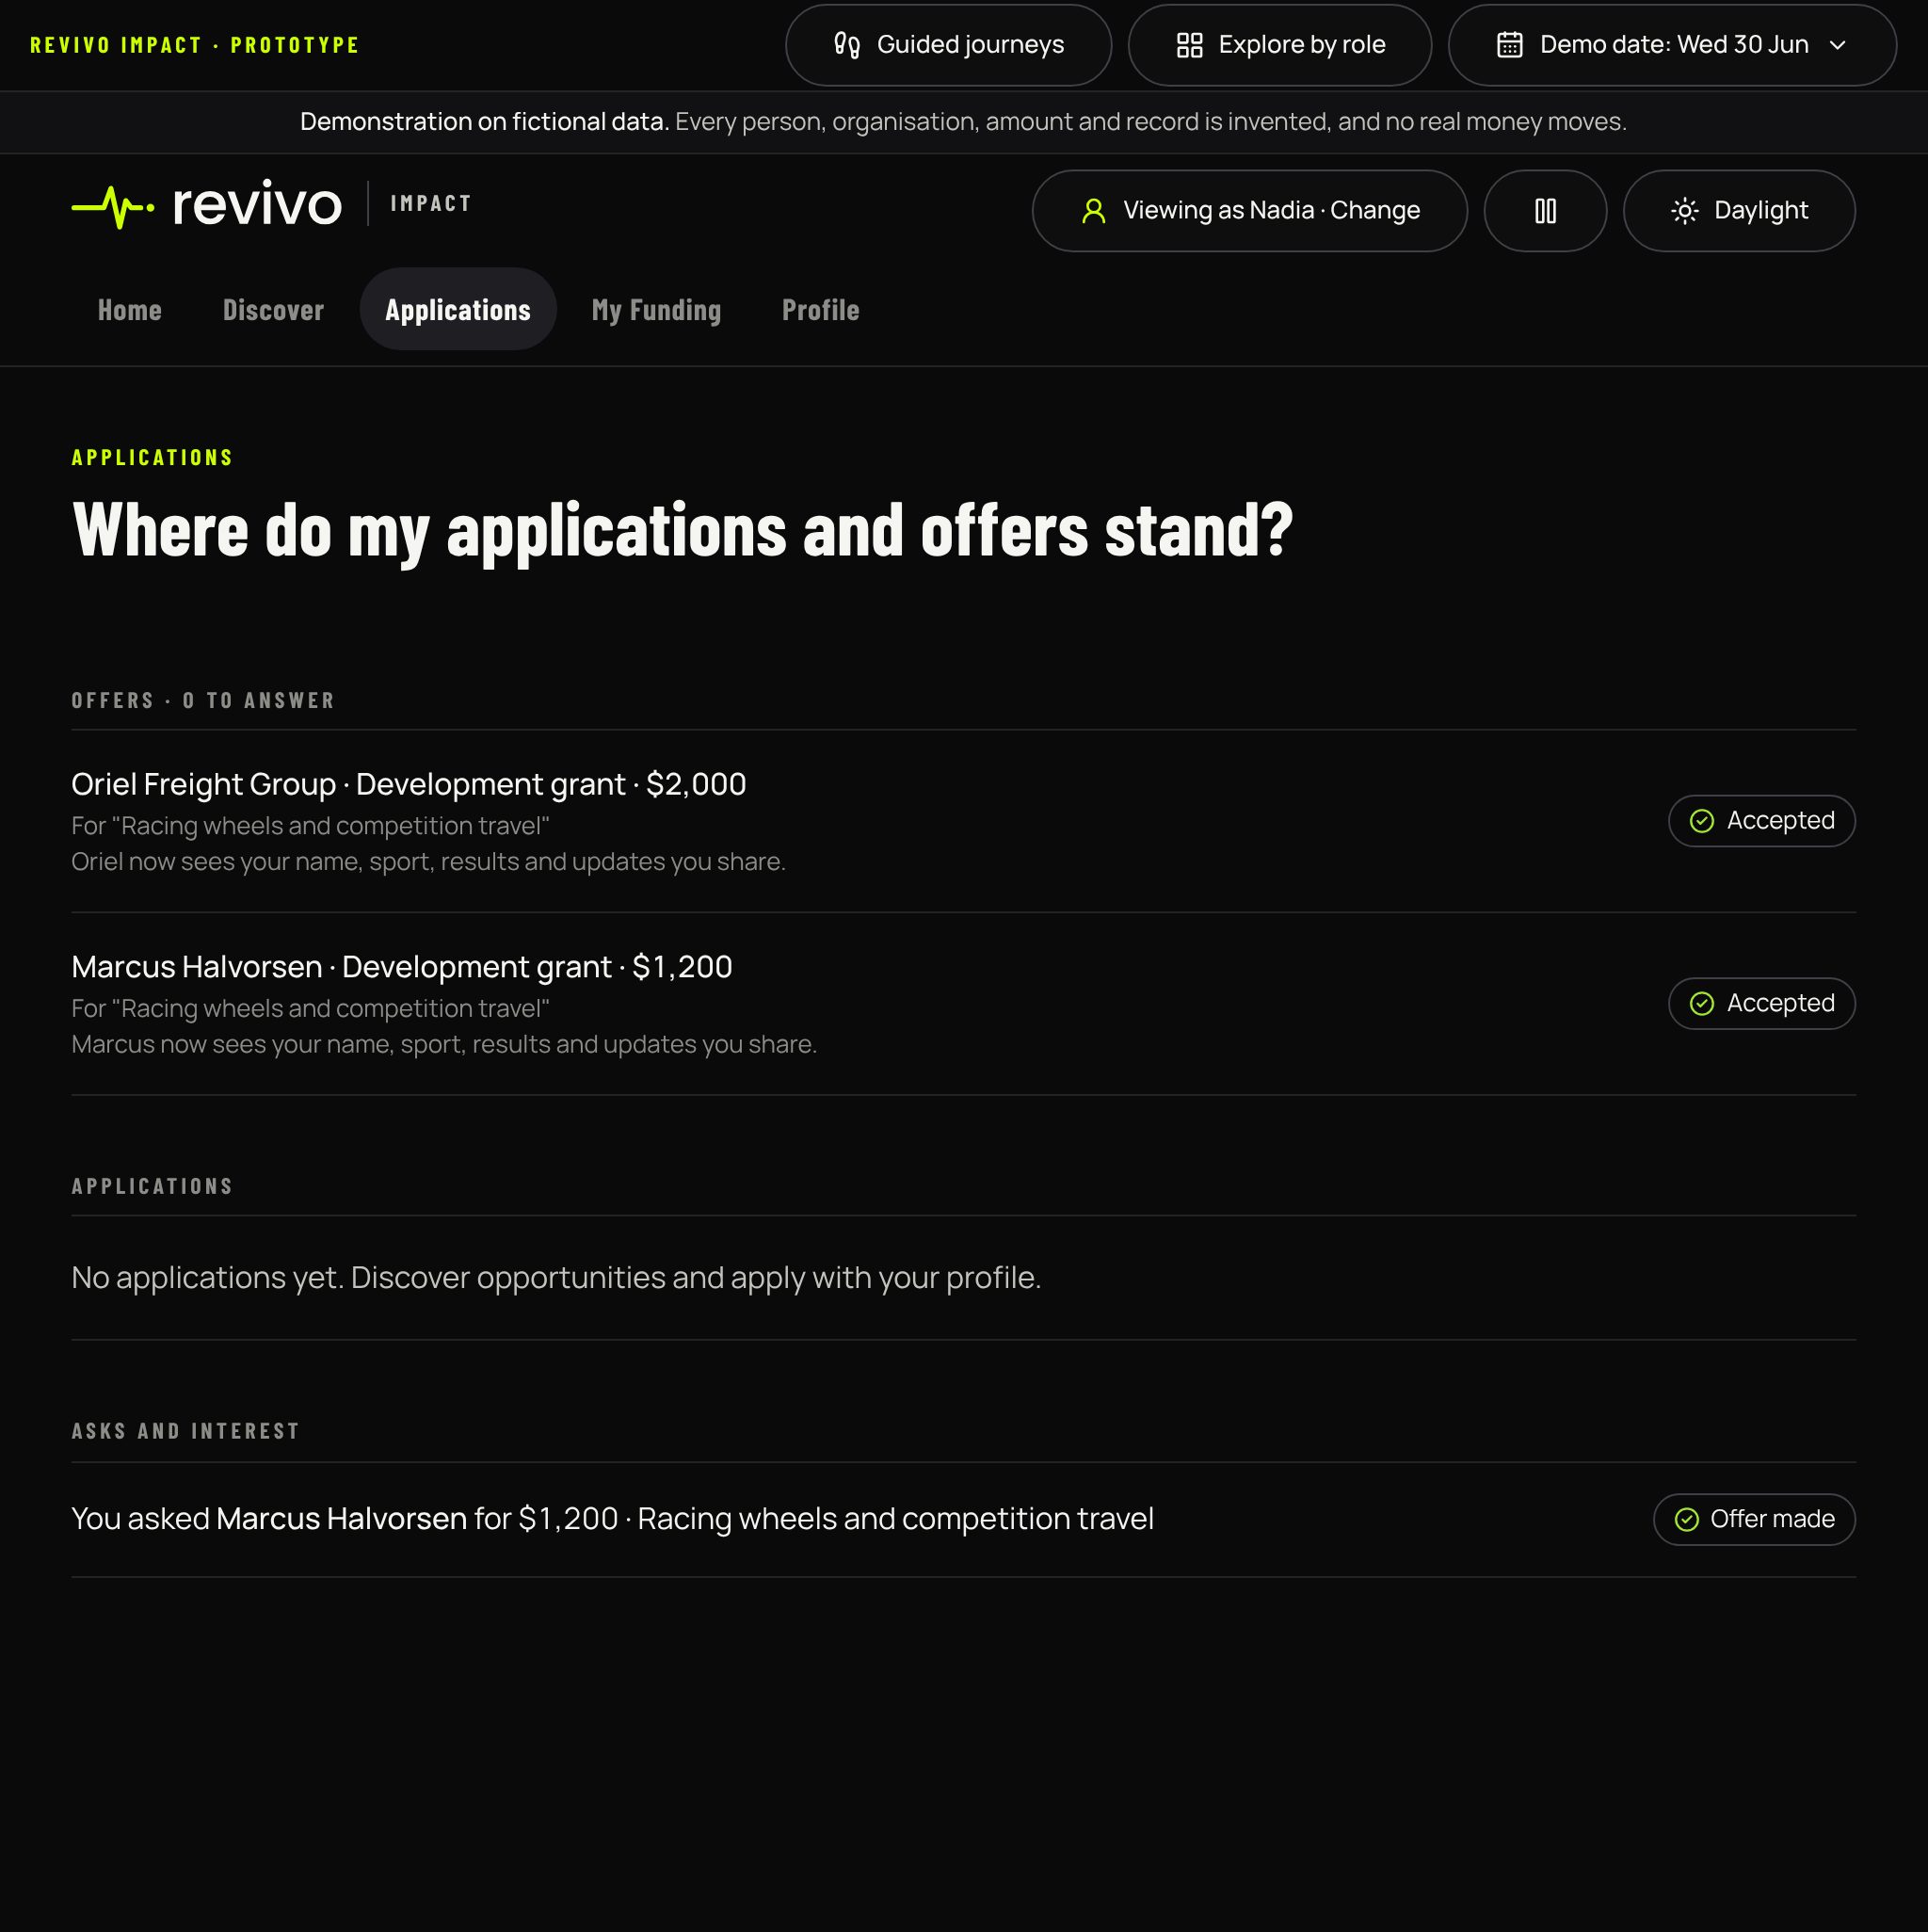 REVIVO IMPACT · PROTOTYPE
Guided journeys
Explore by role
Demo date: Wed 30 Jun
Demonstration on fictional data. Every person, organisation, amount and record is invented, and no real money moves.
revivo
IMPACT
Viewing as Nadia · Change
Daylight
Home
Discover
Applications
My Funding
Profile
APPLICATIONS
Where do my applications and offers stand?
OFFERS · 0 TO ANSWER
Oriel Freight Group · Development grant · $2,000
For "Racing wheels and competition travel"
Oriel now sees your name, sport, results and updates you share.
Accepted
Marcus Halvorsen · Development grant · $1,200
For "Racing wheels and competition travel"
Marcus now sees your name, sport, results and updates you share.
Accepted
APPLICATIONS
No applications yet. Discover opportunities and apply with your profile.
ASKS AND INTEREST
You asked Marcus Halvorsen for $1,200 · Racing wheels and competition travel
Offer made